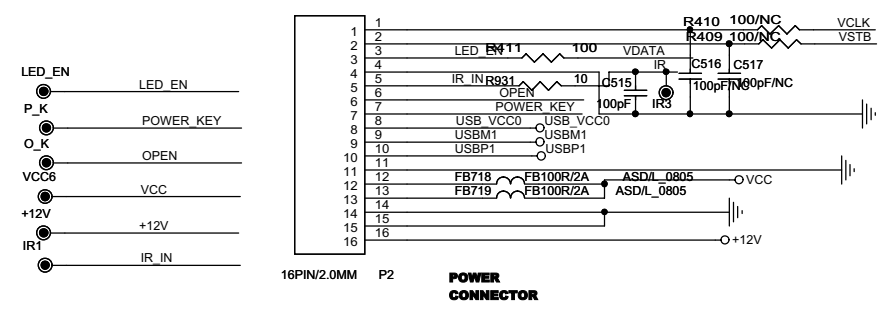 1 R410 100/NC VCLK
1 2 R409 100/NC VSTB
2 3 LED_EN R411 100 VDATA
3 4 IR C516 C517
LED_EN 4 5 IR_IN R931 10 C515 100pF/NC 100pF/NC
LED_EN 5 6 OPEN 100pF IR3
P_K 6 7 POWER_KEY
POWER_KEY 7 8 USB_VCC0 USB_VCC0
O_K 8 9 USBM1 USBM1
OPEN 9 10 USBP1 USBP1
VCC6 10 11
VCC 11 12 FB718 FB100R/2A ASD/L_0805 VCC
+12V 12 13 FB719 FB100R/2A ASD/L_0805
+12V 13 14
IR1 14 15
IR_IN 15 16
16 +12V
16PIN/2.0MM P2 POWER
CONNECTOR